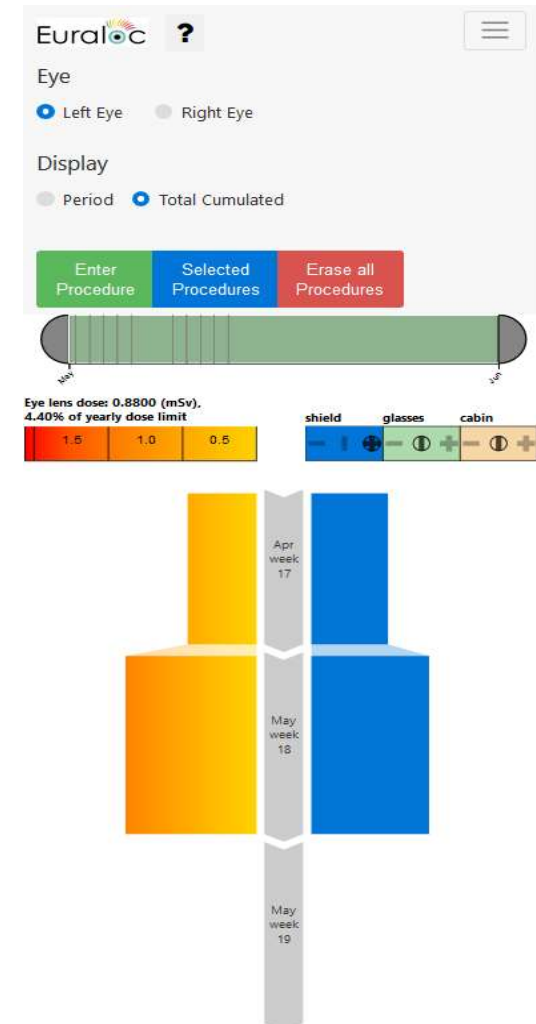 Euraloc ?
Eye
Left Eye Right Eye
Display
Period Total Cumulated
Enter Procedure
Selected Procedures
Erase all Procedures
May Jun
Eye lens dose: 0.8800 (mSv),
4.40% of yearly dose limit
shield glasses cabin
1.5 1.0 0.5
Apr
week
17
May
week
18
May
week
19